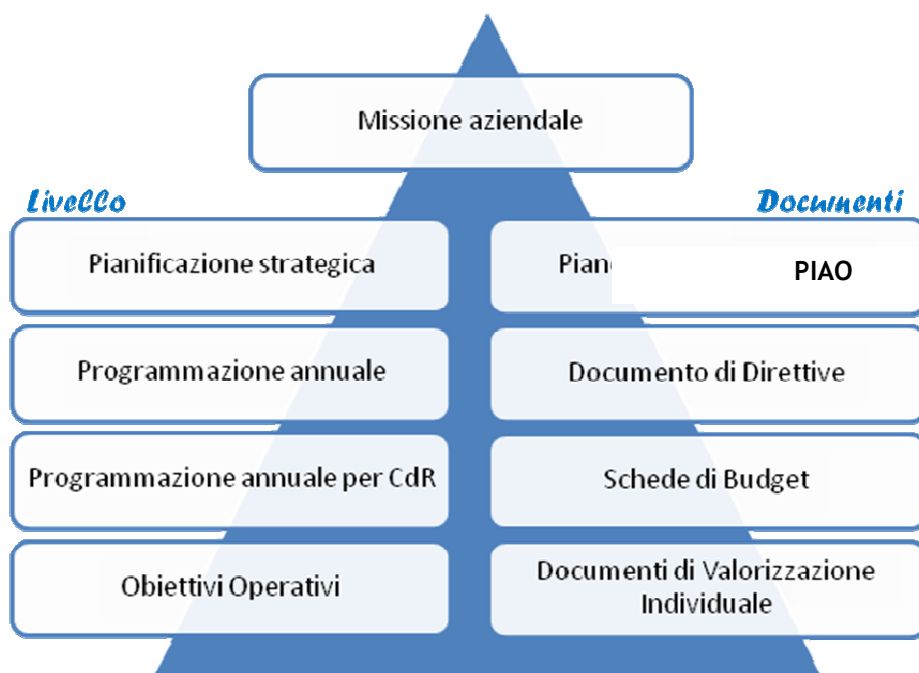 Missione aziendale
Livello
Documenti
Pianificazione strategica
PIAO
Programmazione annuale
Documento di Direttive
Programmazione annuale per CdR
Schede di Budget
Obiettivi Operativi
Documenti di Valorizzazione
Individuale